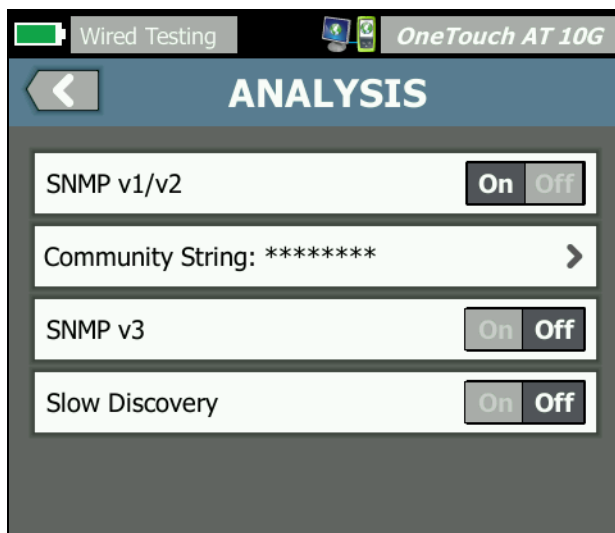 Wired Testing
OneTouch AT 10G
ANALYSIS
SNMP v1/v2 On Off
Community String: ********
SNMP v3 On Off
Slow Discovery On Off